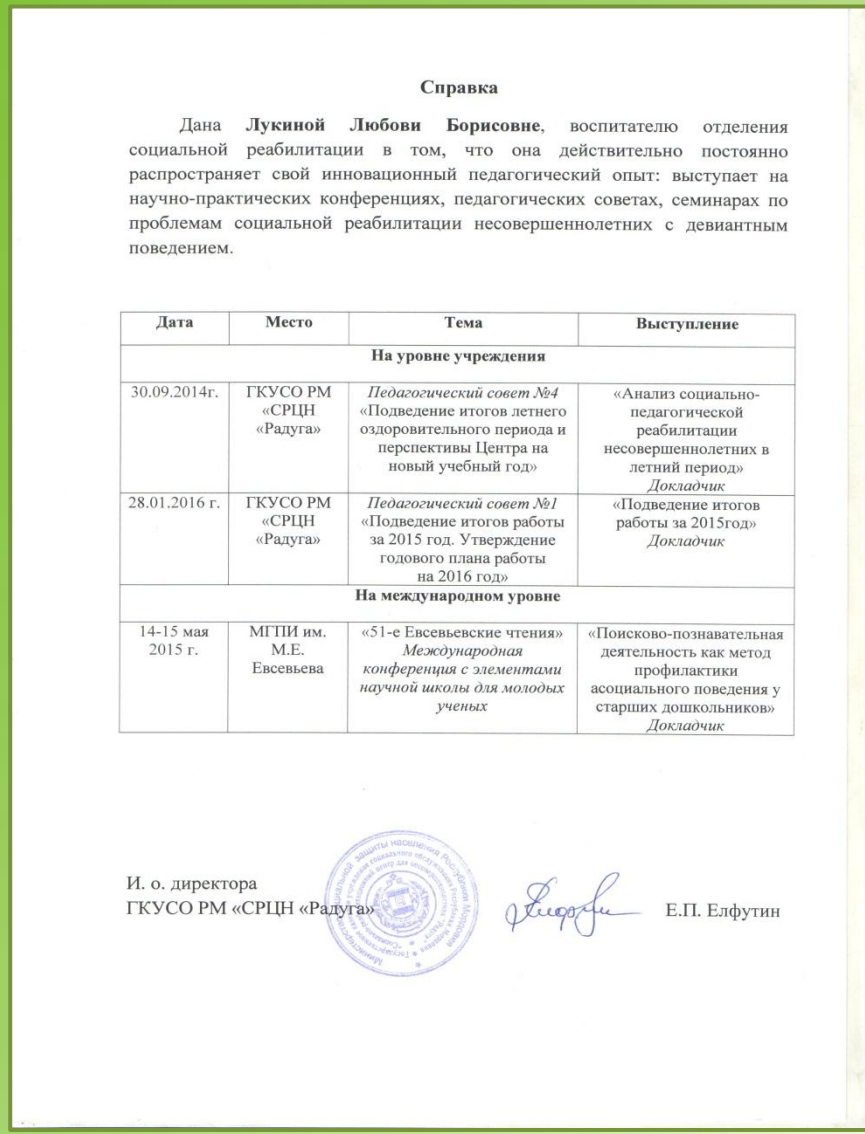 Справка
Дана Лукиной Любови Борисовне, воспитателю отделения
социальной реабилитации в том, что она действительно постоянно
распространяет свой инновационный педагогический опыт: выступает на
научно-практических конференциях, педагогических советах, семинарах по
проблемам социальной реабилитации несовершеннолетних с девиантным
поведением.
Дата Место Тема Выступление
На уровне учреждения
30.09.2014г.
ГКУСО РМ
«СРЦН
«Радуга»
Педагогический совет №4
«Подведение итогов летнего
оздоровительного периода и
перспективы Центра на
новый учебный год»
«Анализ социально-
педагогической
реабилитации
несовершеннолетних в
летний период»
Докладчик
28.01.2016 г.
ГКУСО РМ
«СРЦН
«Радуга»
Педагогический совет №1
«Подведение итогов работы
за 2015 год. Утверждение
годового плана работы
на 2016 год»
«Подведение итогов
работы за 2015год»
Докладчик
На международном уровне
14-15 мая
2015 г.
МГПИ им.
М.Е.
Евсевьева
«51-е Евсевьевские чтения»
Международная
конференция с элементами
научной школы для молодых
ученых
«Поисково-познавательная
деятельность как метод
профилактики
асоциального поведения у
старших дошкольников»
Докладчик
И. о. директора
ГКУСО РМ «СРЦН «Радуга»
Е.П. Елфутин
Министерство социальной защиты населения Республики Мордовия